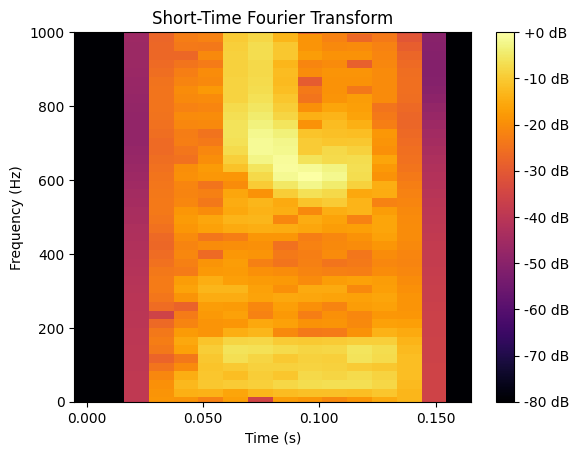 Short-Time Fourier Transform
1000
800
600
400
200
0
Frequency (Hz)
0.000
0.050
0.100
0.150
Time (s)
+0 dB
-10 dB
-20 dB
-30 dB
-40 dB
-50 dB
-60 dB
-70 dB
-80 dB